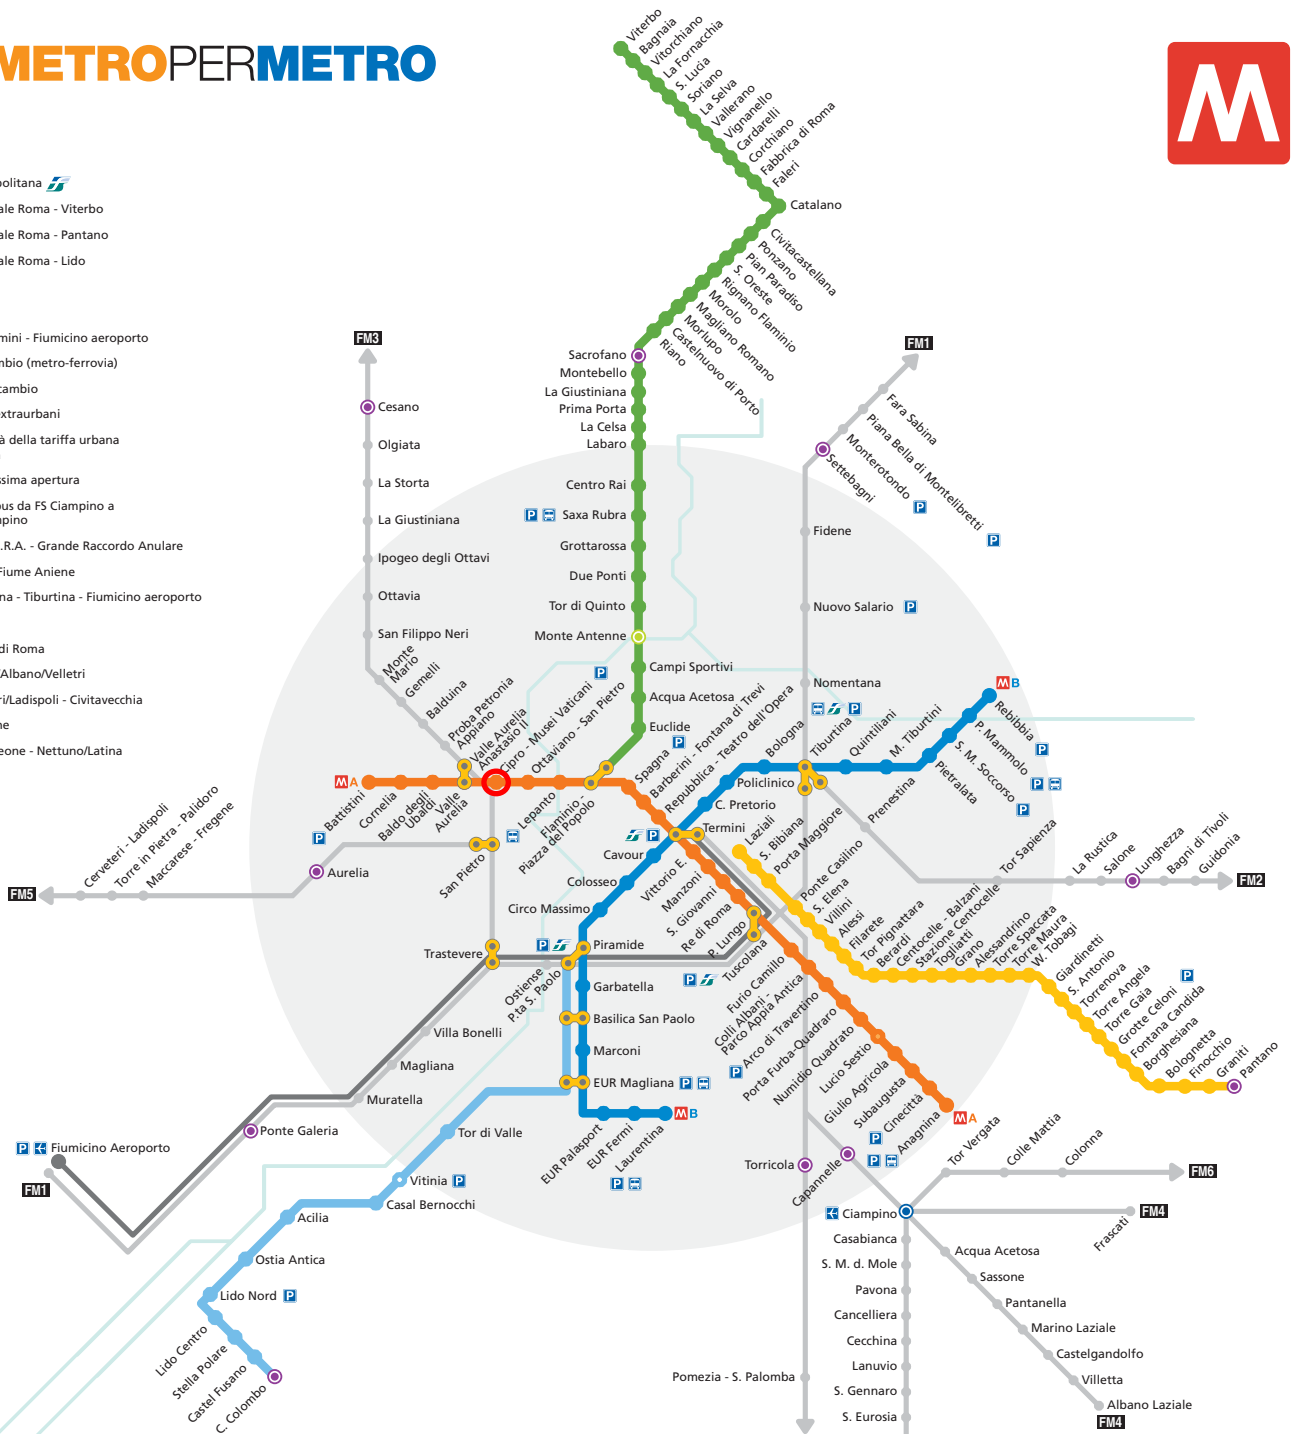 METROPERMETRO
M
politana
ale Roma - Viterbo
ale Roma - Pantano
ale Roma - Lido
mini - Fiumicino aeroporto
mbio (metro-ferrovia)
cambio
extraurbani
à della tariffa urbana
ssima apertura
bus da FS Ciampino a
mpino
.R.A. - Grande Raccordo Anulare
Fiume Aniene
na - Tiburtina - Fiumicino aeroporto
di Roma
/Albano/Velletri
ri/Ladispoli - Civitavecchia
ne
eone - Nettuno/Latina
Viterbo
Bagnaia
Vitorchiano
La Fornacchia
S. Lucia
Soriano
La Selva
Vallerano
Vignanello
Cardarelli
Corchiano
Fabbrica di Roma
Faleri
Catalano
Civitacastellana
Ponzano
Pian Paradiso
S. Oreste
Rignano Flaminio
Morolo
Magliano Romano
Morlupo
Castelnuovo di Porto
Riano
Sacrofano
Montebello
La Giustiniana
Prima Porta
La Celsa
Labaro
Centro Rai
P
Saxa Rubra
Grottarossa
Due Ponti
Tor di Quinto
Monte Antenne
Campi Sportivi
Acqua Acetosa
Euclide
FM3
Cesano
Olgiata
La Storta
La Giustiniana
Ipogeo degli Ottavi
Ottavia
San Filippo Neri
Monte
Mario
Gemelli
Balduina
Proba Petronia
Appiano
Valle Aurelia
Anastasio II
Cipro - Musei Vaticani
P
Ottaviano - San Pietro
FM1
Fara Sabina
Piana Bella di Montelibretti
P
Monterotondo
P
Settebagni
Fidene
Nuovo Salario
P
Nomentana
P
Tiburtina
M A
Battistini
P
Cornelia
Baldo degli
Ubaldi
Valle
Aurelia
Lepanto
Flaminio -
Piazza del Popolo
Spagna
P
Barberini - Fontana di Trevi
Repubblica - Teatro dell'Opera
Bologna
Policlinico
C. Pretorio
Termini
P
Cavour
Colosseo
Circo Massimo
Quintiliani
M. Tiburtini
Pietralata
S. M. Soccorso
P
P. Mammolo
P
Rebibbia
P
M B
Prenestina
Tor Sapienza
La Rustica
Salone
Lunghezza
Bagni di Tivoli
Guidonia
FM2
FM5
Cerveteri - Ladispoli
Torre in Pietra - Palidoro
Maccarese - Fregene
Aurelia
San Pietro
Trastevere
Vittorio E.
Manzoni
S. Giovanni
Re di Roma
P. Lungo
Tuscolana
P
Furio Camillo
Colli Albani -
Parco Appia Antica
Arco di Travertino
P
Porta Furba-Quadraro
Numidio Quadrato
Lucio Sestio
Giulio Agricola
Subaugusta
Cinecittà
P
Anagnina
P
M A
Laziali
S. Bibiana
Porta Maggiore
Ponte Casilino
S. Elena
Villini
Alessi
Filarete
Tor Pignattara
Berardi
Centocelle - Balzani
Stazione Centocelle
Togliatti
Grano
Alessandrino
Torre Spaccata
Torre Maura
W. Tobagi
Giardinetti
S. Antonio
Torrenova
Torre Angela
Torre Gaia
Grotte Celoni
P
Fontana Candida
Borghesiana
Bolognetta
Finocchio
Graniti
Pantano
P
Piramide
Ostiense
P.ta S. Paolo
Garbatella
Basilica San Paolo
Marconi
EUR Magliana
P
M B
EUR Palasport
EUR Fermi
Laurentina
P
Villa Bonelli
Magliana
Muratella
Ponte Galeria
P
Fiumicino Aeroporto
FM1
Tor di Valle
Vitinia
P
Casal Bernocchi
Acilia
Ostia Antica
Lido Nord
P
Lido Centro
Stella Polare
Castel Fusano
C. Colombo
Torricola
Capannelle
Pomezia - S. Palomba
Tor Vergata
Colle Mattia
Colonna
FM6
Ciampino
Frascati
FM4
Casabianca
S. M. d. Mole
Pavona
Cancelliera
Cecchina
Lanuvio
S. Gennaro
S. Eurosia
Acqua Acetosa
Sassone
Pantanella
Marino Laziale
Castelgandolfo
Villetta
Albano Laziale
FM4